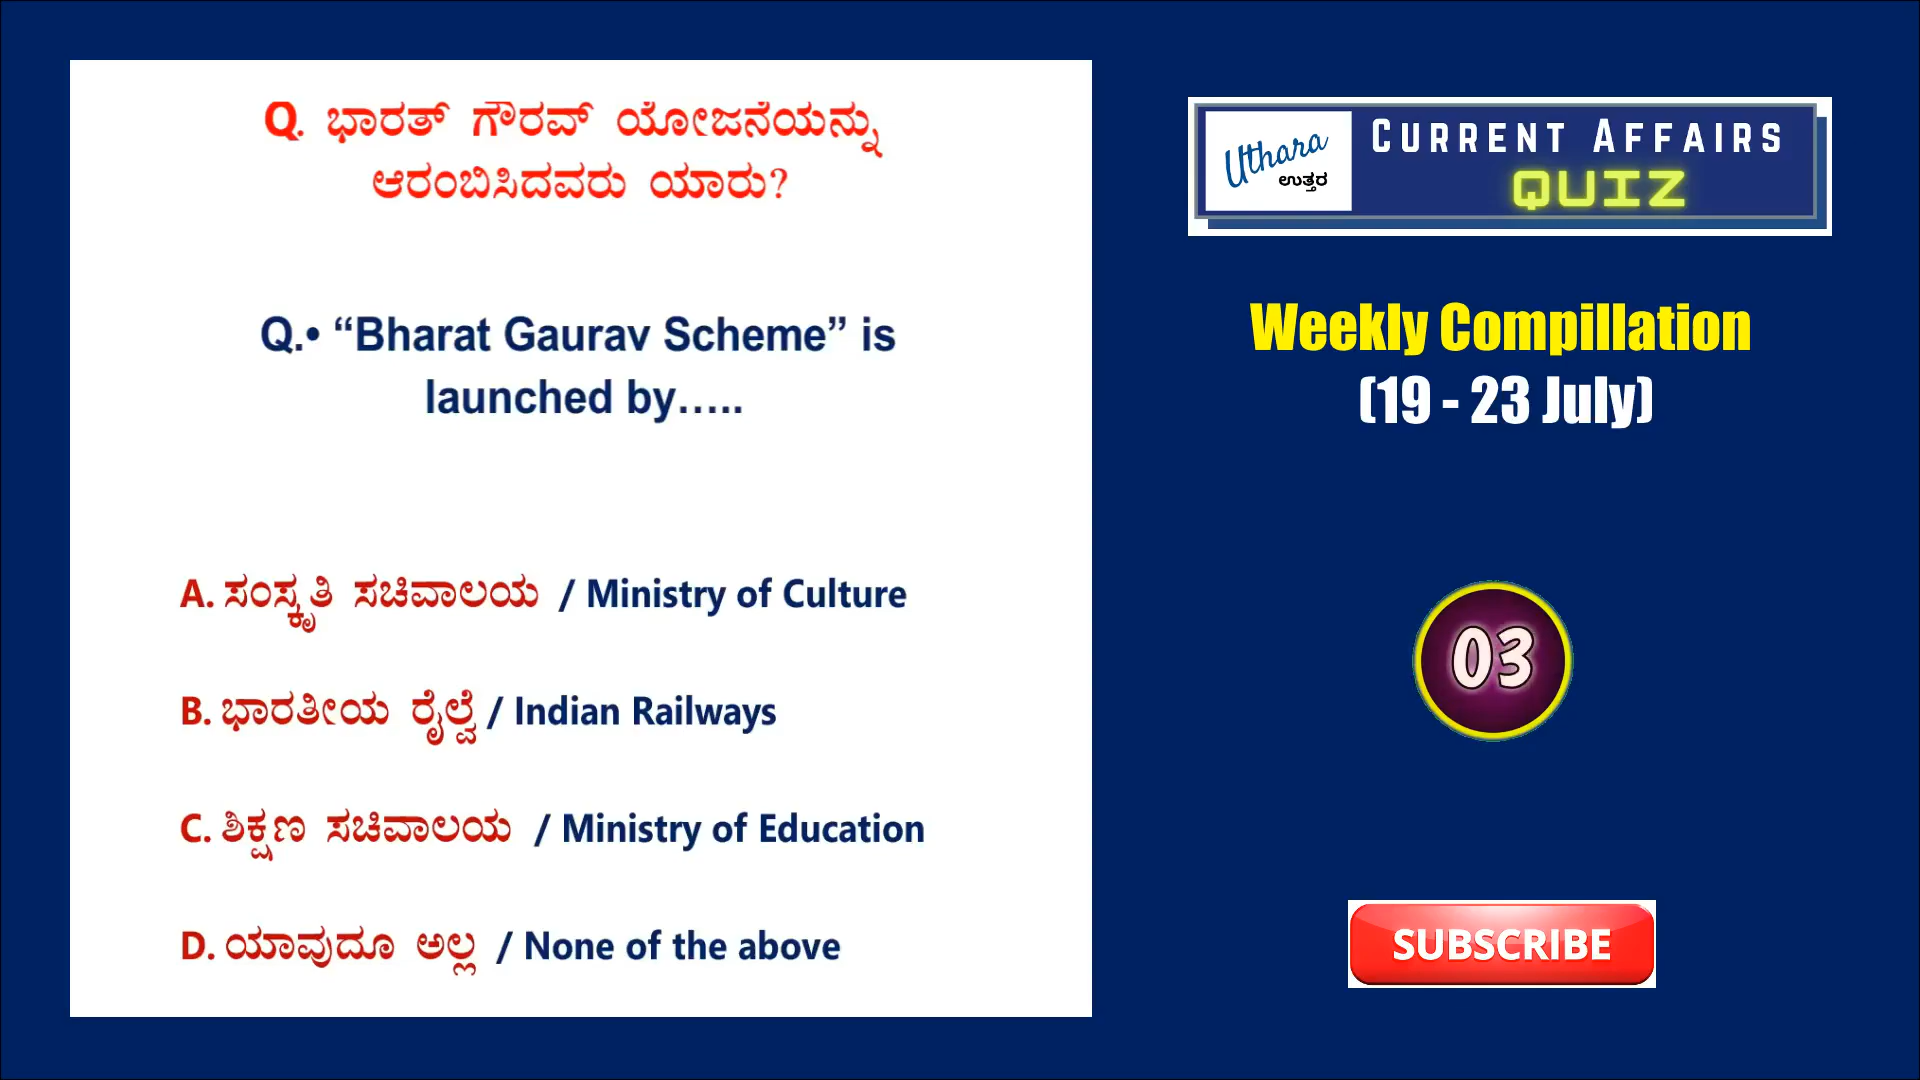 Q. ಭಾರತ್ ಗೌರವ್ ಯೋಜನೆಯನ್ನು
ಆರಂಬಿಸಿದವರು ಯಾರು?
Q.• “Bharat Gaurav Scheme” is
launched by…..
A. ಸಂಸ್ಕೃತಿ ಸಚಿವಾಲಯ / Ministry of Culture
B. ಭಾರತೀಯ ರೈಲ್ವೆ / Indian Railways
C. ಶಿಕ್ಷಣ ಸಚಿವಾಲಯ / Ministry of Education
D. ಯಾವುದೂ ಅಲ್ಲ / None of the above
Uthara
ಉತ್ತರ
CURRENT AFFAIRS
QUIZ
Weekly Compillation
(19 - 23 July)
03
SUBSCRIBE